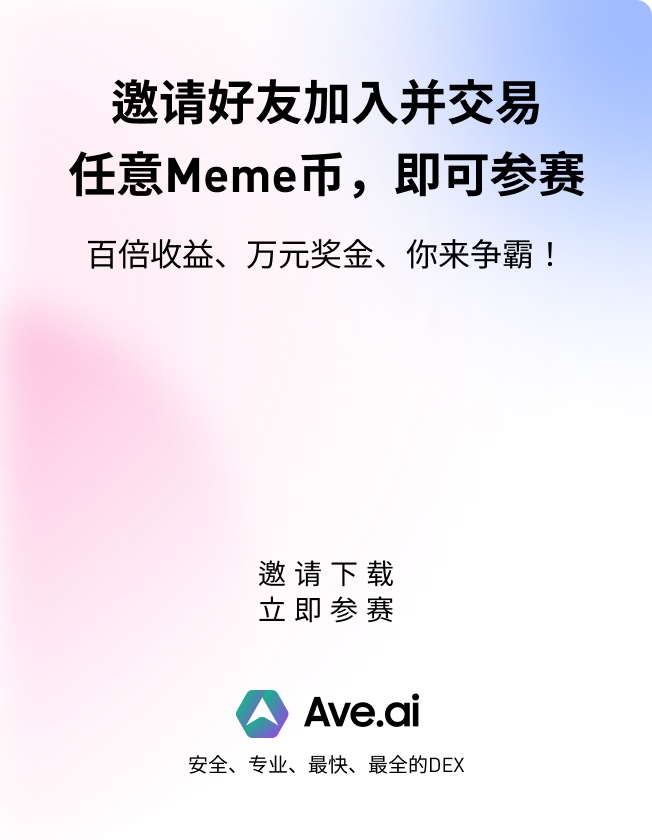 邀请好友加入并交易
任意Meme币，即可参赛
百倍收益、万元奖金、你来争霸！
邀请下载
立即参赛
Ave.ai
安全、专业、最快、最全的DEX